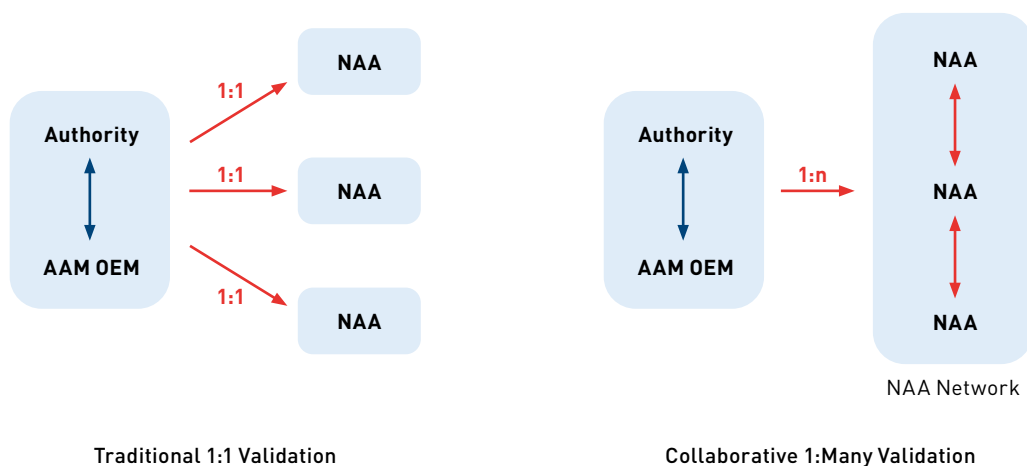 NAA
1:1
Authority
1:1
NAA
AAM OEM
1:1
NAA
Traditional 1:1 Validation
NAA
Authority
1:n
NAA
AAM OEM
NAA
NAA Network
Collaborative 1:Many Validation